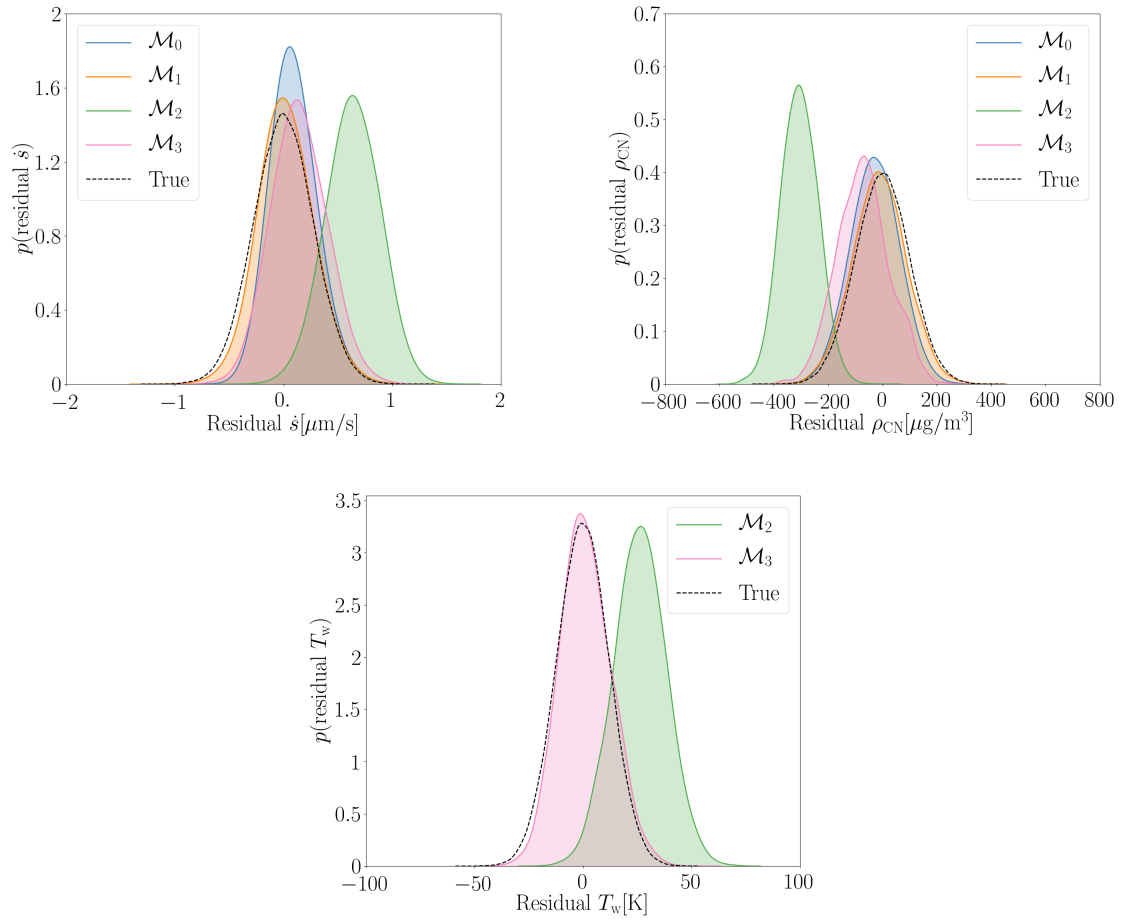 2
1.6
1.2
0.8
0.4
0
p(residual ṡ)
ℳ₀
ℳ₁
ℳ₂
ℳ₃
True
−2
−1
0.
1
2
Residual ṡ[μm/s]
0.7
0.6
0.5
0.4
0.3
0.2
0.1
0
p(residual ρ_CN)
ℳ₀
ℳ₁
ℳ₂
ℳ₃
True
−800 −600 −400 −200 0 200 400 600 800
Residual ρ_CN[μg/m³]
3.5
3
2.5
2
1.5
1
0.5
0
p(residual T_w)
ℳ₂
ℳ₃
True
−100
−50
0
50
100
Residual T_w[K]